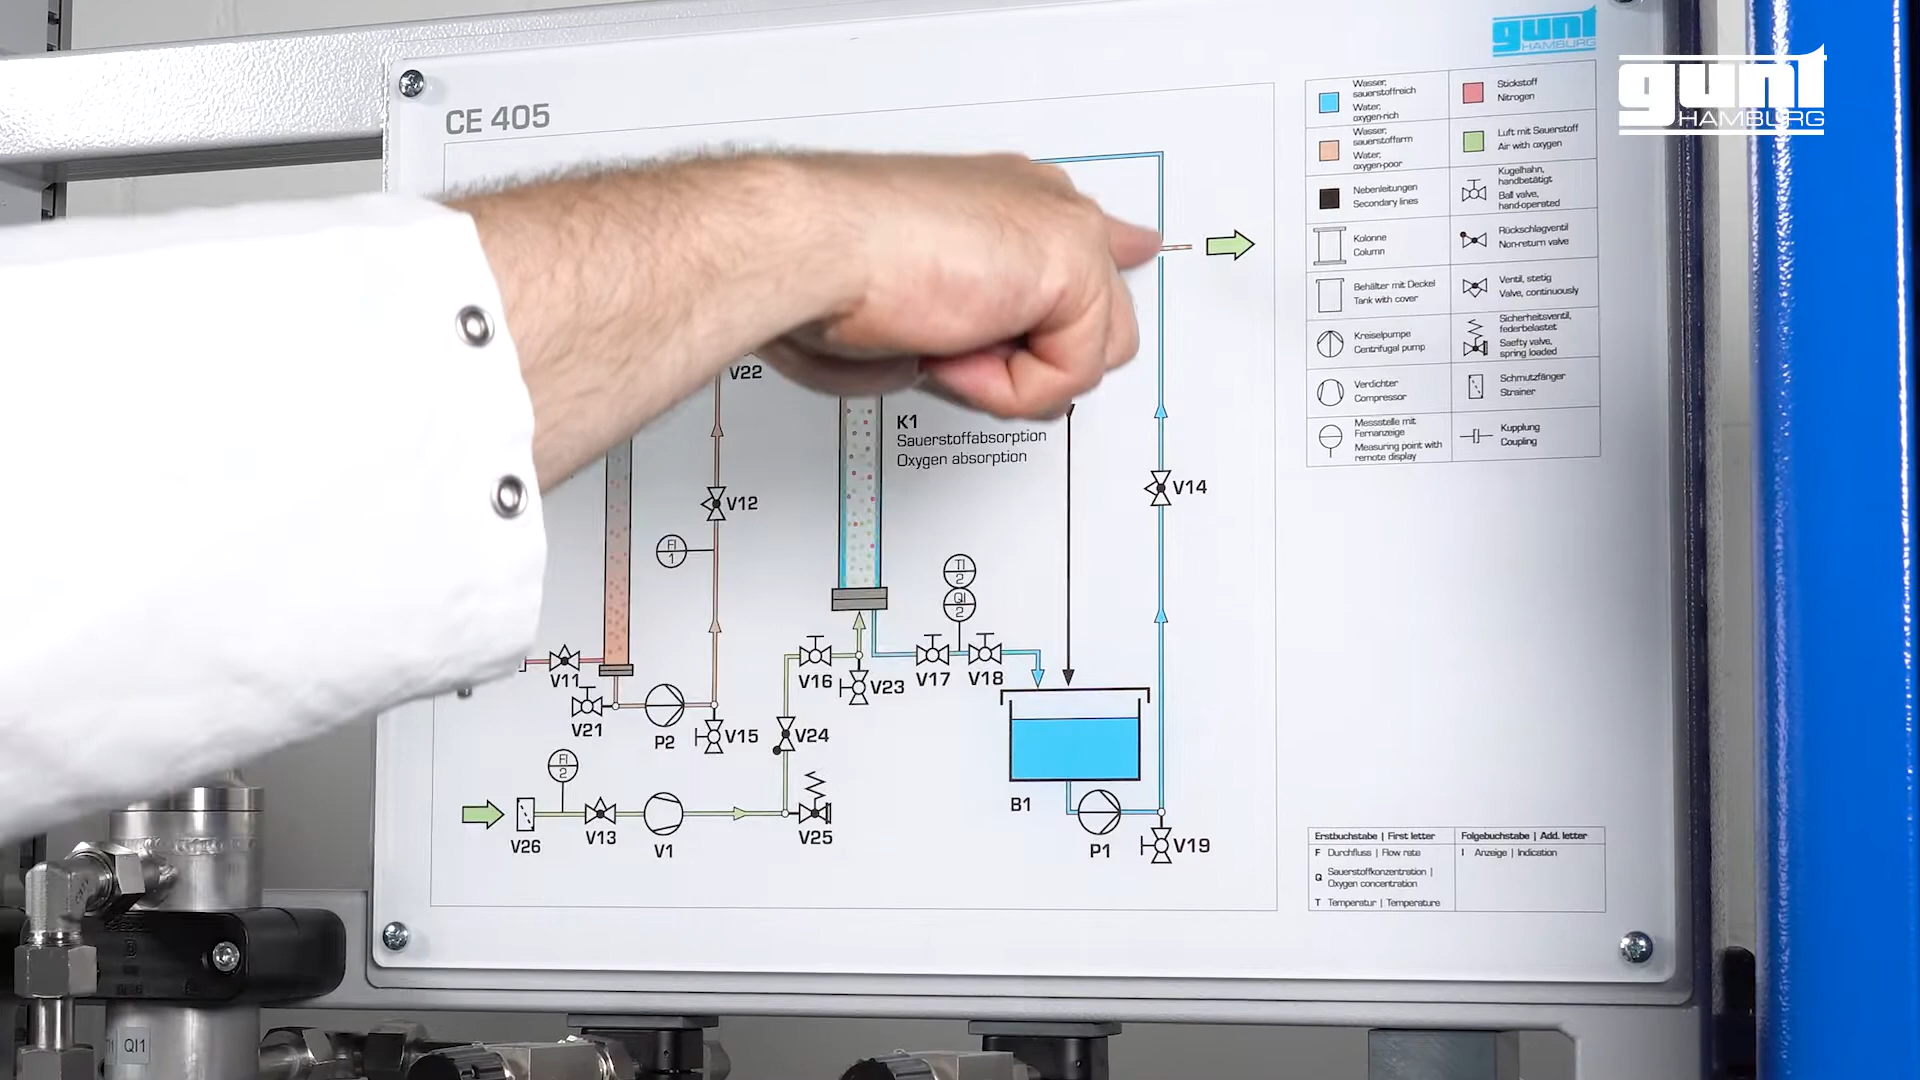 gunt
HAMBURG
gunt
HAMBURG
CE 405
Wasser,
sauerstoffreich
Water,
oxygen-rich
Stickstoff
Nitrogen
Wasser,
sauerstoffarm
Water,
oxygen-poor
Luft mit Sauerstoff
Air with oxygen
Nebenleitungen
Secondary lines
Kugelhahn,
handbetätigt
Ball valve,
hand-operated
Kolonne
Column
Rückschlagventil
Non-return valve
Behälter mit Deckel
Tank with cover
Ventil, stetig
Valve, continuously
Kreiselpumpe
Centrifugal pump
Sicherheitsventil,
federbelastet
Saefty valve,
spring loaded
Verdichter
Compressor
Schmutzfänger
Strainer
Messstelle mit
Fernanzeige
Measuring point with
remote display
Kupplung
Coupling
V22
K1
Sauerstoffabsorption
Oxygen absorption
V12
V14
FI
1
TI
2
QI
2
V11
V16
V23
V17
V18
V21
P2
V15
V24
FI
2
V26
V13
V1
V25
B1
P1
V19
Erstbuchstabe | First letter
Folgebuchstabe | Add. letter
F Durchfluss | Flow rate
I Anzeige | Indication
Q Sauerstoffkonzentration |
Oxygen concentration
T Temperatur | Temperature
QI1